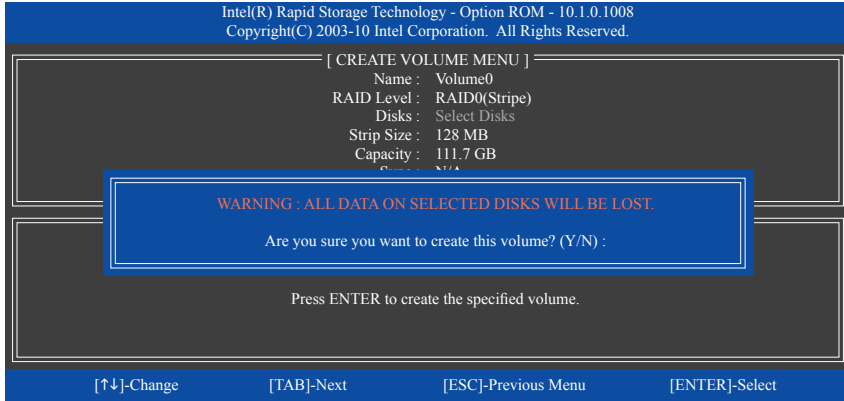 Intel(R) Rapid Storage Technology - Option ROM - 10.1.0.1008
Copyright(C) 2003-10 Intel Corporation. All Rights Reserved.
[ CREATE VOLUME MENU ]
Name : Volume0
RAID Level : RAID0(Stripe)
Disks : Select Disks
Strip Size : 128 MB
Capacity : 111.7 GB
Sync : N/A
WARNING : ALL DATA ON SELECTED DISKS WILL BE LOST.
Are you sure you want to create this volume? (Y/N) :
Press ENTER to create the specified volume.
[↑↓]-Change [TAB]-Next [ESC]-Previous Menu [ENTER]-Select